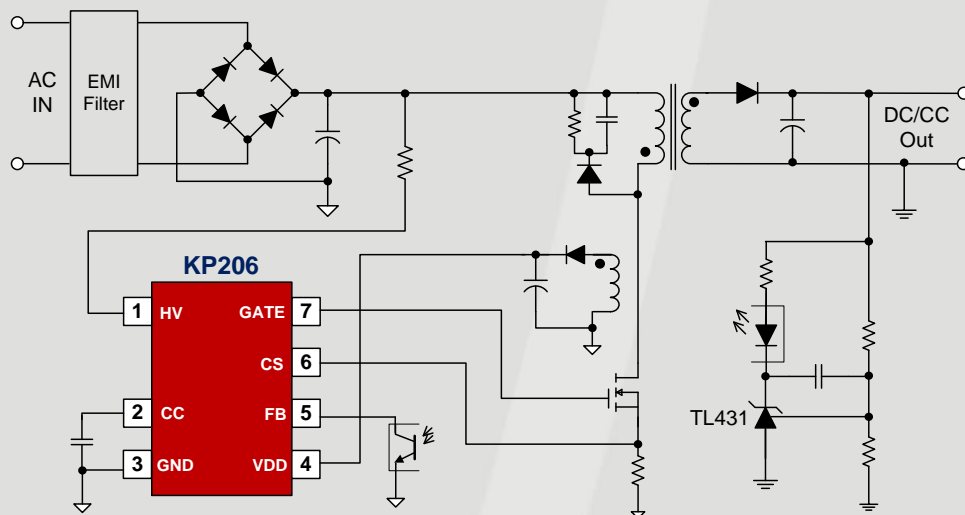 AC
IN
EMI
Filter
DC/CC
Out
KP206
1 HV GATE 7
CS 6
2 CC FB 5
3 GND VDD 4
TL431